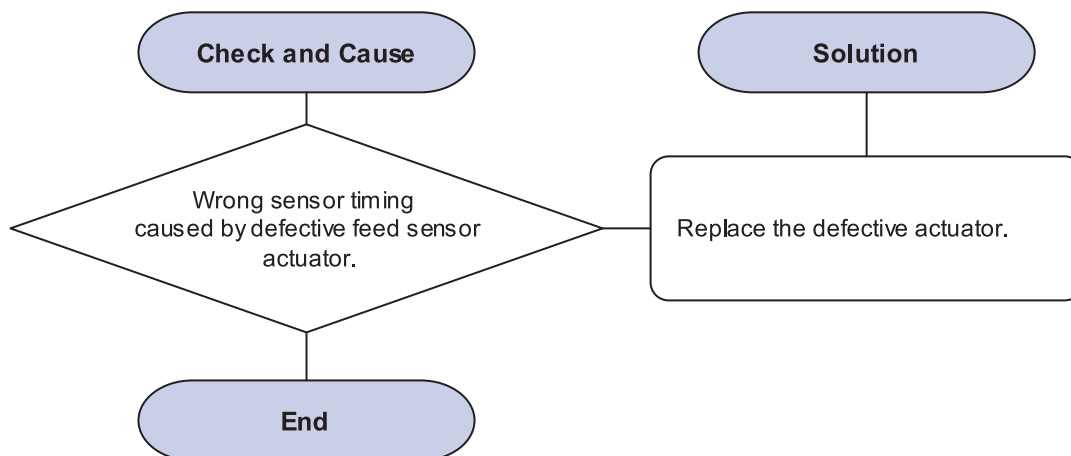 Check and Cause
Solution
Wrong sensor timing
caused by defective feed sensor
actuator.
Replace the defective actuator.
End